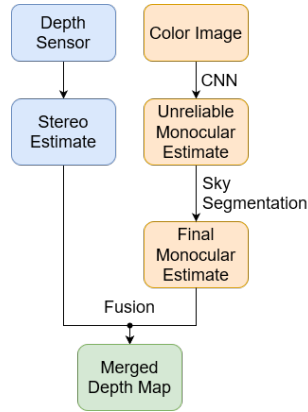 Depth
Sensor
Color Image
CNN
Stereo
Estimate
Unreliable
Monocular
Estimate
Sky
Segmentation
Final
Monocular
Estimate
Fusion
Merged
Depth Map